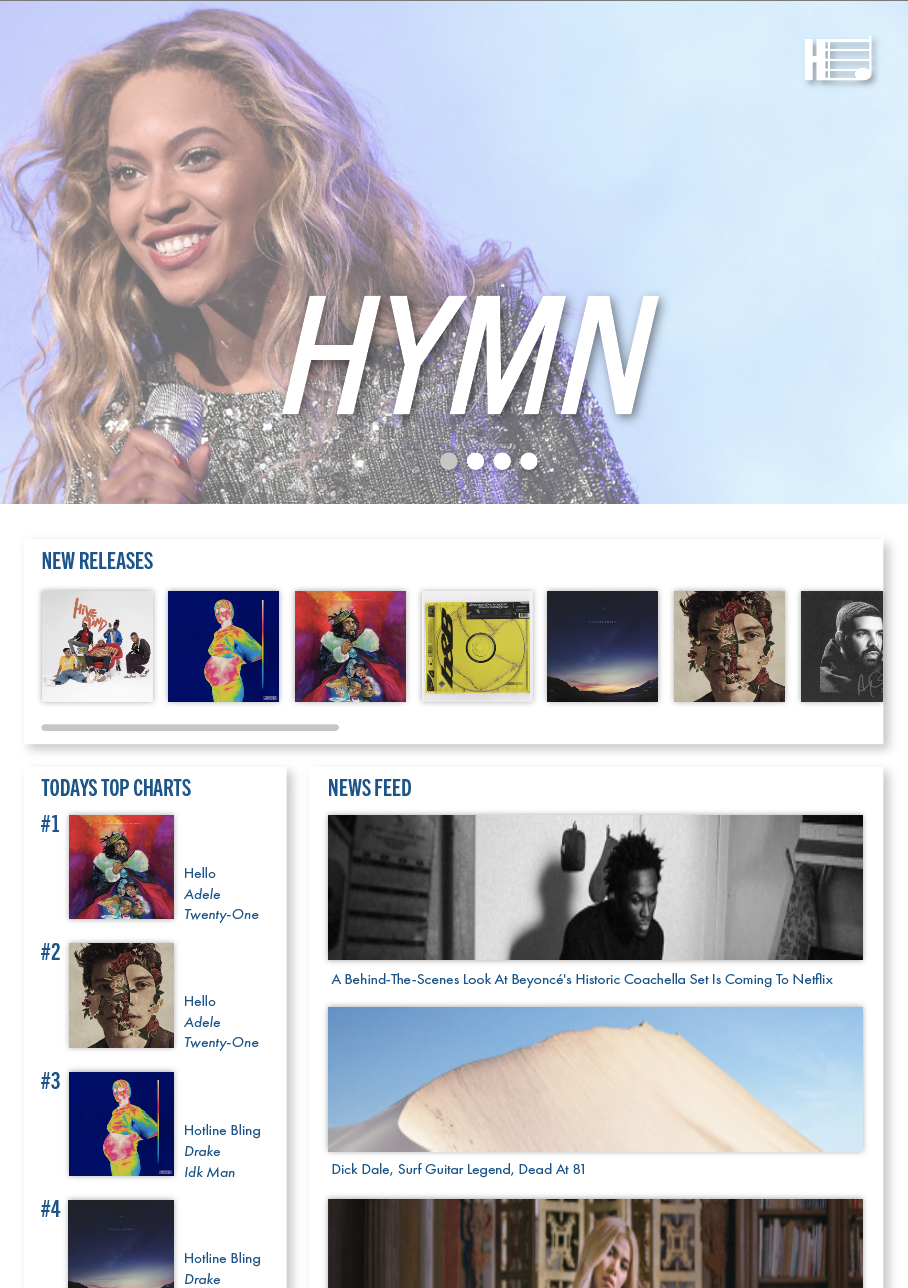 H
HYMN
NEW RELEASES
HIVE MIND
TODAYS TOP CHARTS
#1
Hello
Adele
Twenty-One
#2
Hello
Adele
Twenty-One
#3
Hotline Bling
Drake
Idk Man
#4
Hotline Bling
Drake
NEWS FEED
A Behind-The-Scenes Look At Beyoncé's Historic Coachella Set Is Coming To Netflix
Dick Dale, Surf Guitar Legend, Dead At 81